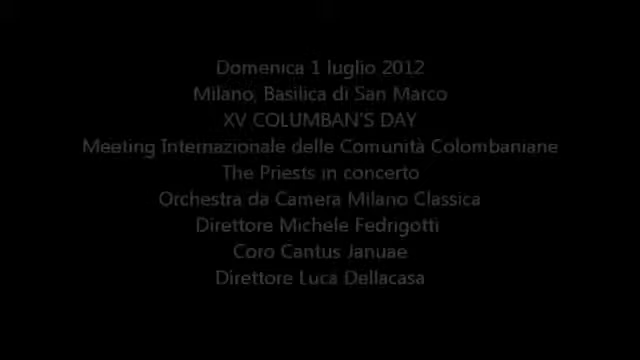 Domenica 1 luglio 2012
Milano, Basilica di San Marco
XV COLUMBAN'S DAY
Meeting Internazionale delle Comunità Colombaniane
The Priests in concerto
Orchestra da Camera Milano Classica
Direttore Michele Fedrigotti
Coro Cantus Januae
Direttore Luca Dellacasa